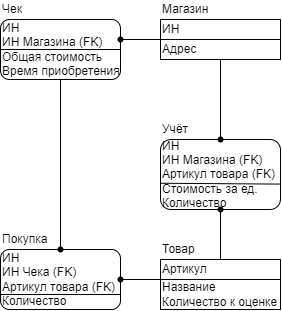 Чек
ИН
ИН Магазина (FK)
Общая стоимость
Время приобретения
Магазин
ИН
Адрес
Учёт
ИН
ИН Магазина (FK)
Артикул товара (FK)
Стоимость за ед.
Количество
Покупка
ИН
ИН Чека (FK)
Артикул товара (FK)
Количество
Товар
Артикул
Название
Количество к оценке